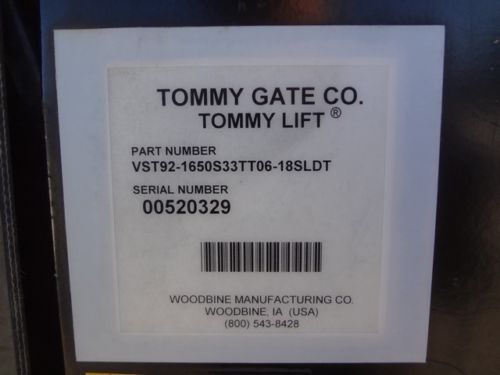 TOMMY GATE CO.
TOMMY LIFT ®
PART NUMBER
VST92-1650S33TT06-18SLDT
SERIAL NUMBER
00520329
WOODBINE MANUFACTURING CO.
WOODBINE, IA (USA)
(800) 543-8428